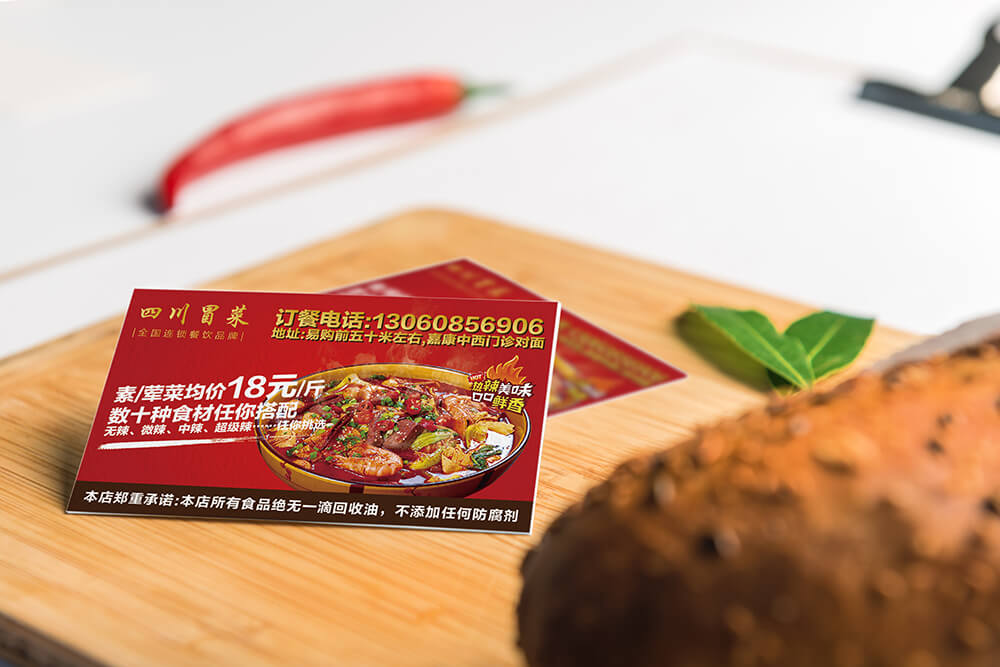 四川冒菜
|全国连锁餐饮品牌|
订餐电话:13060856906
地址:易购前五十米左右,嘉康中西门诊对面
素/荤菜均价18元/斤
数十种食材任你搭配
无辣、微辣、中辣、超级辣……任你挑选
HOT
热辣美味
鲜香
本店郑重承诺:本店所有食品绝无一滴回收油，不添加任何防腐剂